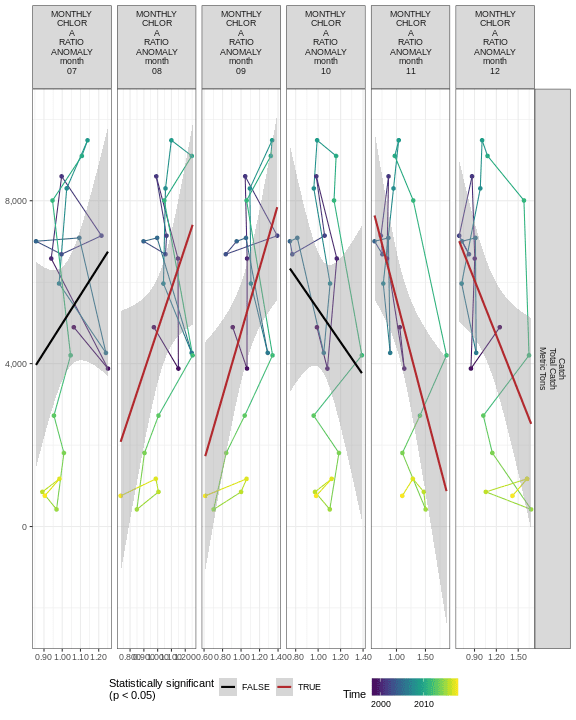 MONTHLY
CHLOR
A
RATIO
ANOMALY
month
07
MONTHLY
CHLOR
A
RATIO
ANOMALY
month
08
MONTHLY
CHLOR
A
RATIO
ANOMALY
month
09
MONTHLY
CHLOR
A
RATIO
ANOMALY
month
10
MONTHLY
CHLOR
A
RATIO
ANOMALY
month
11
MONTHLY
CHLOR
A
RATIO
ANOMALY
month
12
8,000
4,000
0
Catch
Total Catch
Metric Tons
0.90 1.00 1.10 1.20
0.60 0.80 1.00 1.20 1.40
0.80 1.00 1.20 1.40
1.00 1.50
0.90 1.20 1.50
Statistically significant
(p < 0.05)
FALSE
TRUE
Time
2000 2010